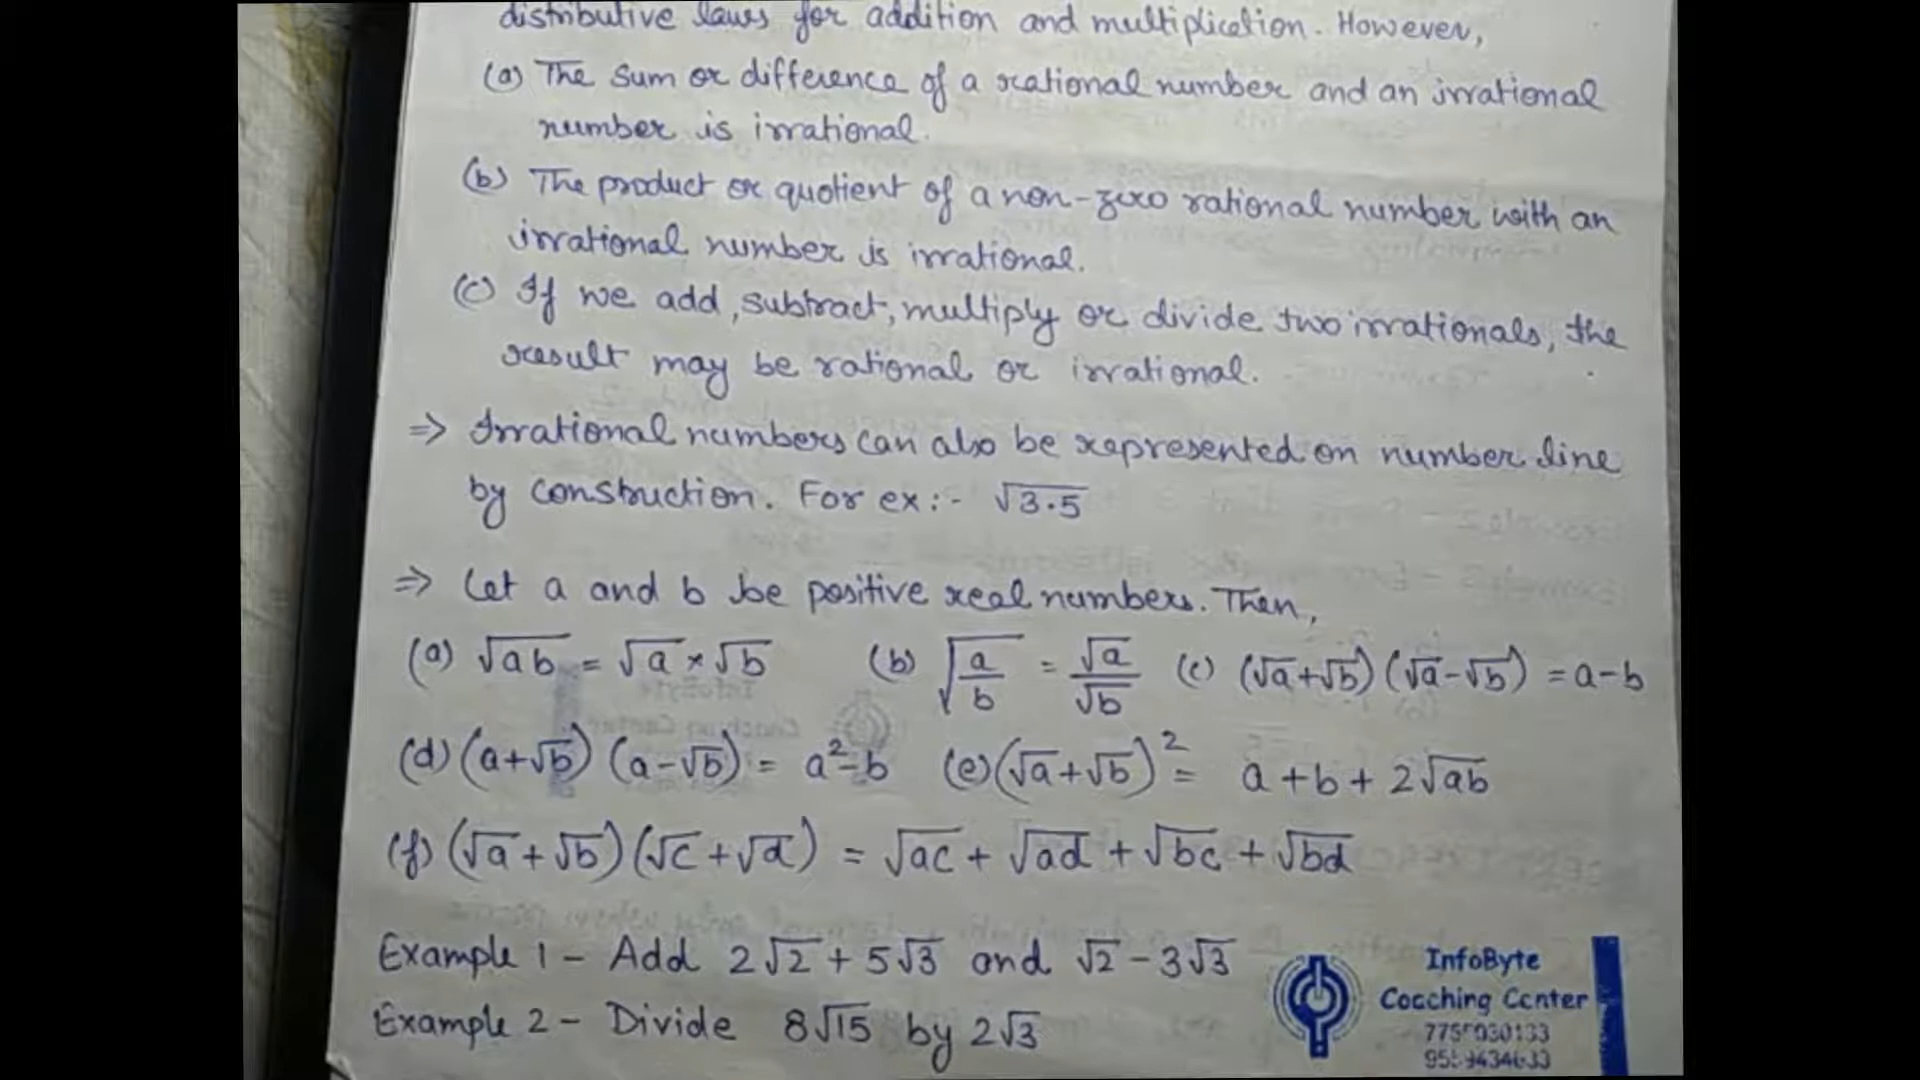 distributive laws for addition and multiplication. However,
(a) The sum or difference of a rational number and an irrational
number is irrational.
(b) The product or quotient of a non-zero rational number with an
irrational number is irrational.
(c) If we add, subtract, multiply or divide two irrationals, the
result may be rational or irrational.
⇒ Irrational numbers can also be represented on number line
by construction. For ex:- √3.5
⇒ Let a and b be positive real numbers. Then,
(a) √ab = √a × √b (b) √(a/b) = √a/√b (c) (√a+√b) (√a-√b) = a-b
(d) (a+√b) (a-√b) = a²-b (e) (√a+√b)² = a+b+2√ab
(f) (√a+√b) (√c+√d) = √ac + √ad + √bc + √bd
Example 1 - Add 2√2 + 5√3 and √2 - 3√3
Example 2 - Divide 8√15 by 2√3
InfoByte
Coaching Center